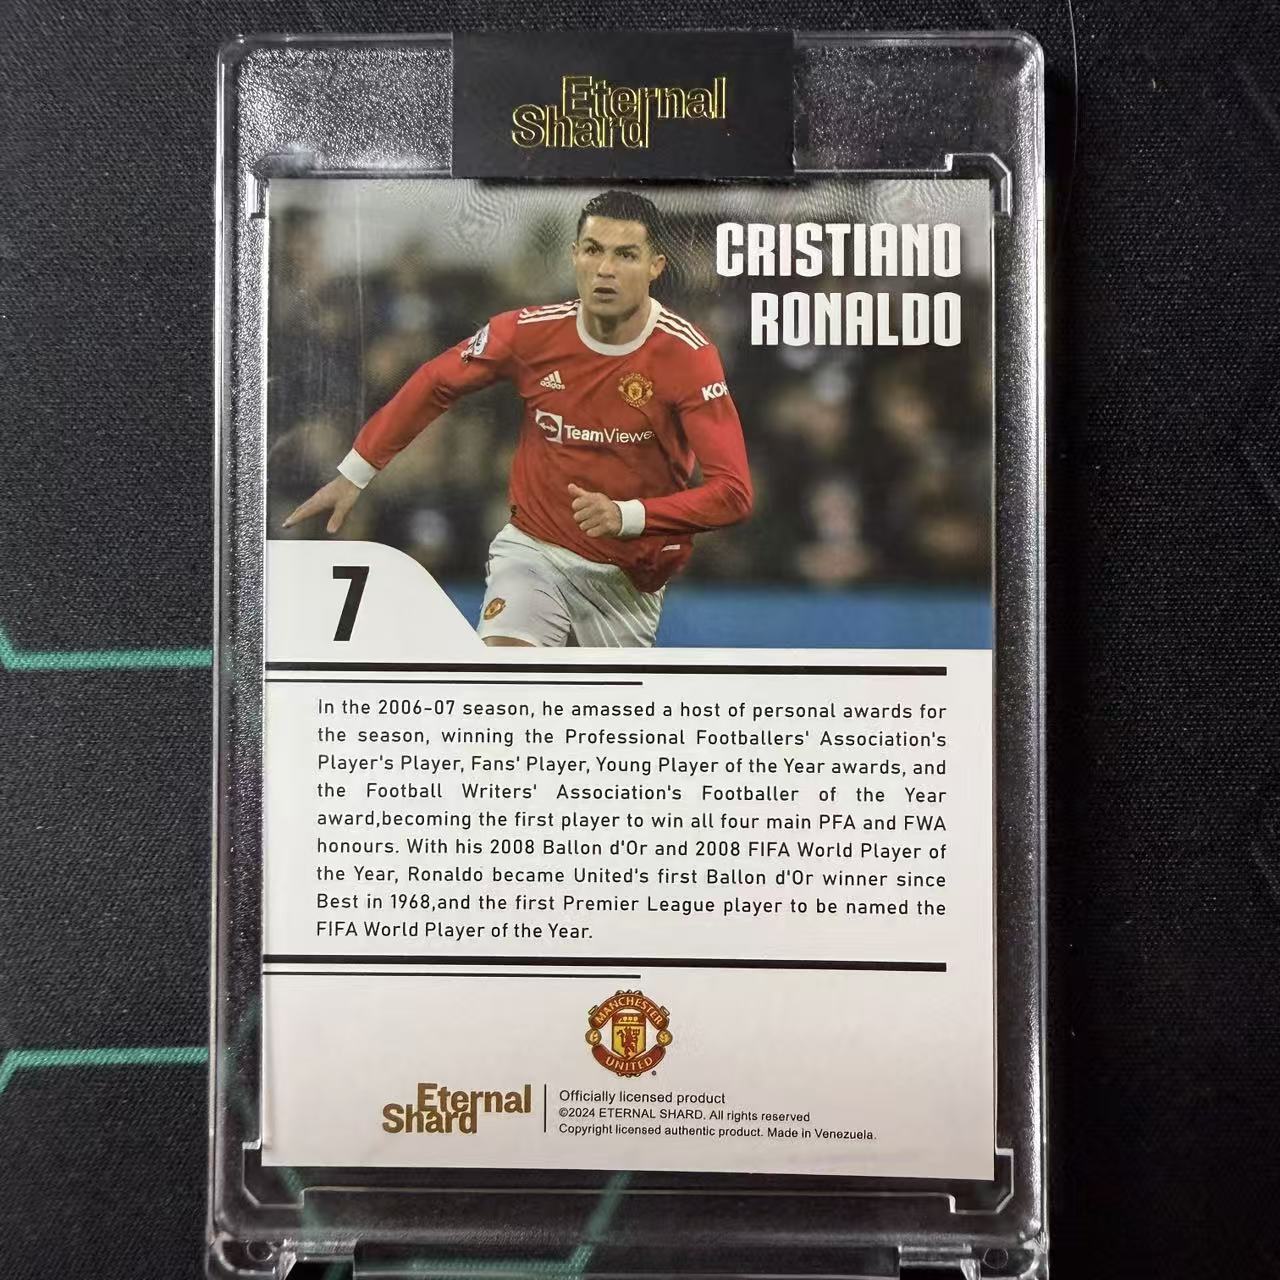 Eternal
Shard
CRISTIANO
RONALDO
adidas
KOH
TeamViewe
7
In the 2006-07 season, he amassed a host of personal awards for
the season, winning the Professional Footballers' Association's
Player's Player, Fans' Player, Young Player of the Year awards, and
the Football Writers' Association's Footballer of the Year
award,becoming the first player to win all four main PFA and FWA
honours. With his 2008 Ballon d'Or and 2008 FIFA World Player of
the Year, Ronaldo became United's first Ballon d'Or winner since
Best in 1968,and the first Premier League player to be named the
FIFA World Player of the Year.
MANCHESTER
UNITED
Eternal
Shard
Officially licensed product
©2024 ETERNAL SHARD. All rights reserved
Copyright licensed authentic product. Made in Venezuela.